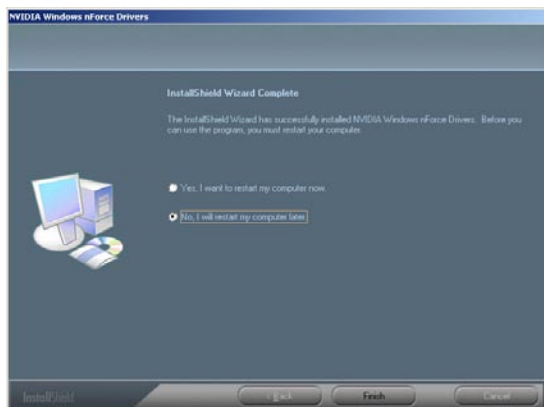 NVIDIA Windows nForce Drivers
InstallShield Wizard Complete
The InstallShield Wizard has successfully installed NVIDIA Windows nForce Drivers. Before you
can use the program, you must restart your computer.
Yes, I want to restart my computer now.
No, I will restart my computer later.
InstallShield
< Back
Finish
Cancel